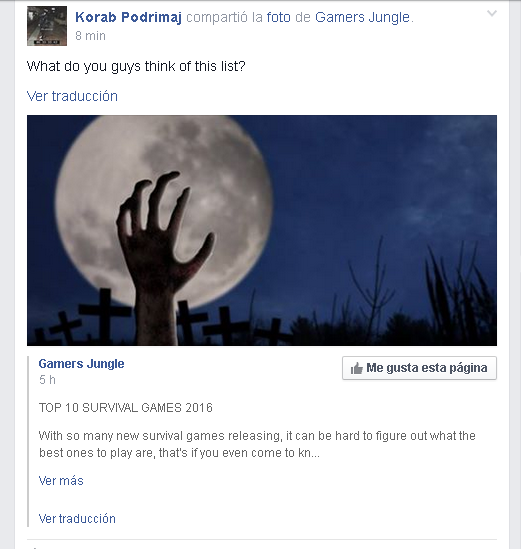 Korab Podrimaj compartió la foto de Gamers Jungle.
8 min
What do you guys think of this list?
Ver traducción
Gamers Jungle
5 h
Me gusta esta página
TOP 10 SURVIVAL GAMES 2016
With so many new survival games releasing, it can be hard to figure out what the
best ones to play are, that's if you even come to kn...
Ver más
Ver traducción